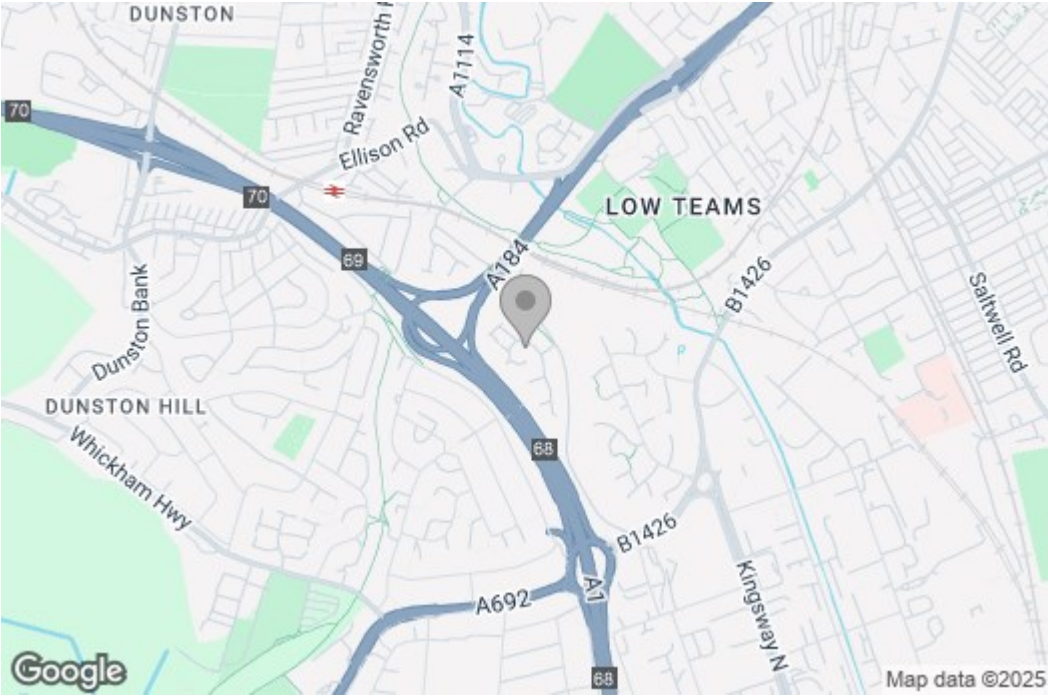 DUNSTON
A1114
Ravensworth R
Ellison Rd
70
70
69
LOW TEAMS
A184
B1426
Saltwell Rd
Dunston Bank
DUNSTON HILL
Whickham Hwy
68
B1426
A692
A1
Kingsway N
68
Google
Map data ©2025
P